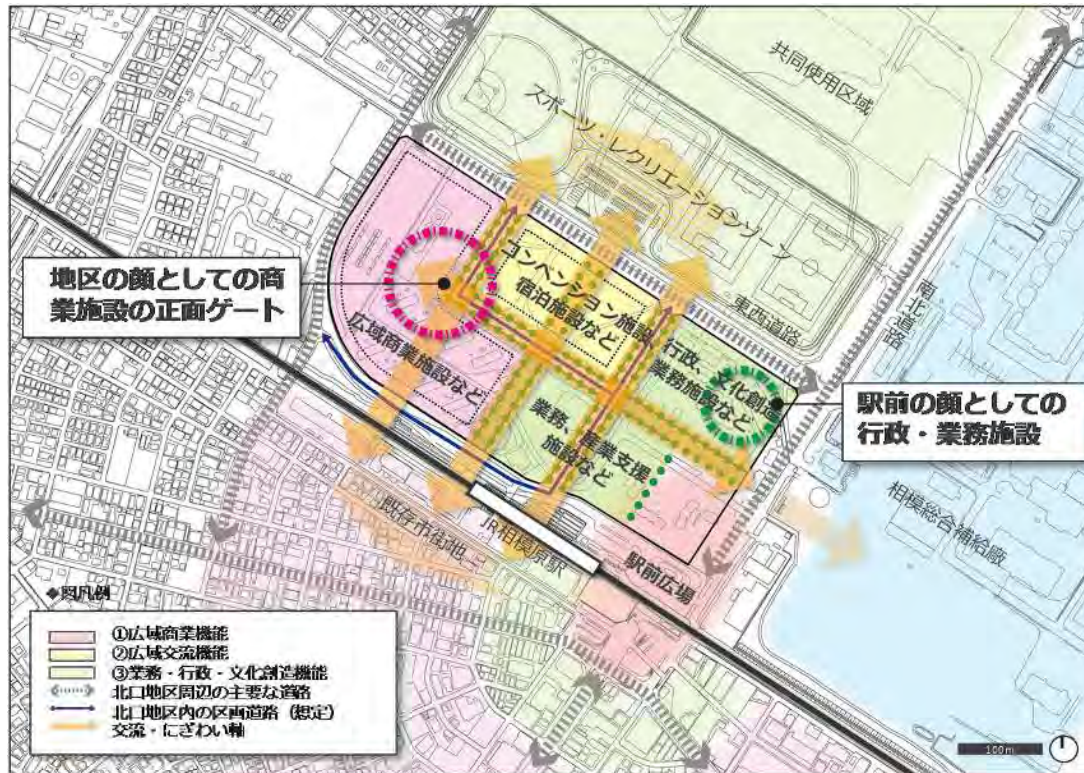 共同使用区域
スポーツ・レクリエーションゾーン
南北道路
東西道路
地区の顔としての商
業施設の正面ゲート
コンベンション施設、
宿泊施設など
広域商業施設など
行政、文化創造
業務施設など
業務、産業支援
施設など
駅前の顔としての
行政・業務施設
相模総合補給廠
既存市街地
JR相模原駅
駅前広場
①広域商業機能
②広域交流機能
③業務・行政・文化創造機能
北口地区周辺の主要な道路
北口地区内の区画道路（想定）
交流・にぎわい軸
100m